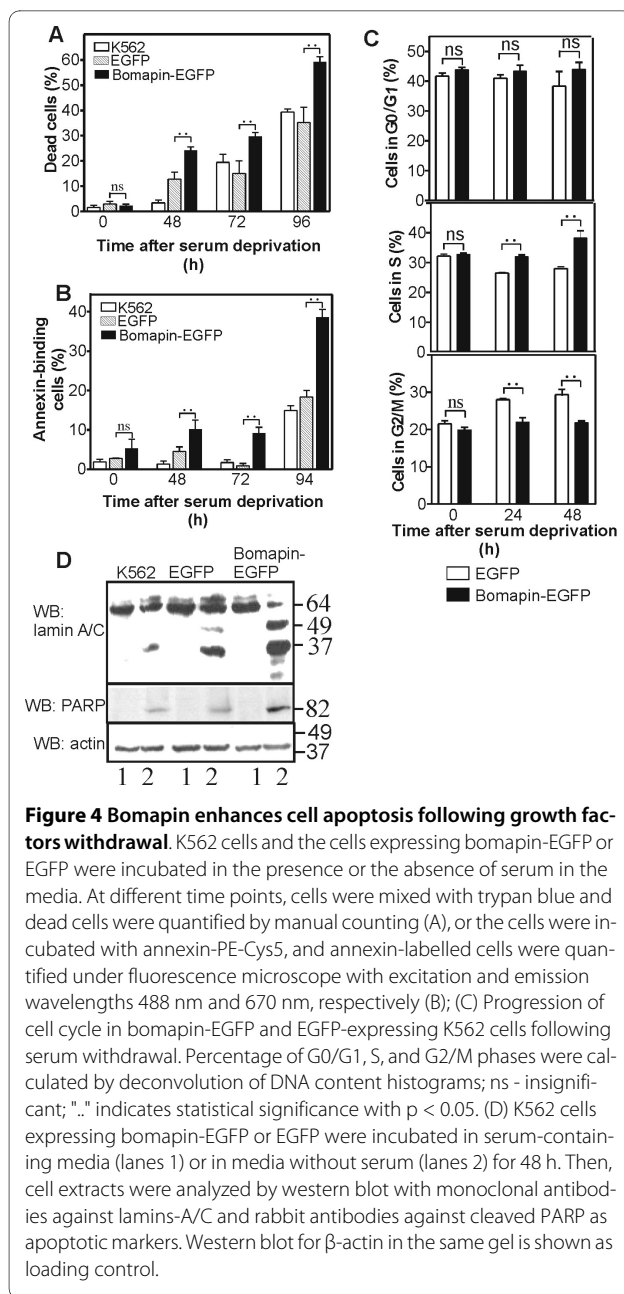 A
K562
EGFP
Bomapin-EGFP
Dead cells (%)
60
50
40
30
20
10
0
ns
..
..
..
0 48 72 96
Time after serum deprivation
(h)
B
K562
EGFP
Bomapin-EGFP
Annexin-binding
cells (%)
40
30
20
10
0
ns
..
..
..
0 48 72 94
Time after serum deprivation
(h)
C
Cells in G0/G1 (%)
50
40
30
20
10
0
ns ns ns
Cells in S (%)
40
30
20
10
0
ns .. ..
Cells in G2/M (%)
30
20
10
0
ns .. ..
0 24 48
Time after serum deprivation
(h)
EGFP
Bomapin-EGFP
D
K562 EGFP Bomapin-
EGFP
WB:
lamin A/C
64
49
37
WB: PARP
82
WB: actin
49
37
1 2 1 2 1 2
Figure 4 Bomapin enhances cell apoptosis following growth fac-
tors withdrawal. K562 cells and the cells expressing bomapin-EGFP or
EGFP were incubated in the presence or the absence of serum in the
media. At different time points, cells were mixed with trypan blue and
dead cells were quantified by manual counting (A), or the cells were in-
cubated with annexin-PE-Cys5, and annexin-labelled cells were quan-
tified under fluorescence microscope with excitation and emission
wavelengths 488 nm and 670 nm, respectively (B); (C) Progression of
cell cycle in bomapin-EGFP and EGFP-expressing K562 cells following
serum withdrawal. Percentage of G0/G1, S, and G2/M phases were cal-
culated by deconvolution of DNA content histograms; ns - insignifi-
cant; ".." indicates statistical significance with p < 0.05. (D) K562 cells
expressing bomapin-EGFP or EGFP were incubated in serum-contain-
ing media (lanes 1) or in media without serum (lanes 2) for 48 h. Then,
cell extracts were analyzed by western blot with monoclonal antibod-
ies against lamins-A/C and rabbit antibodies against cleaved PARP as
apoptotic markers. Western blot for β-actin in the same gel is shown as
loading control.